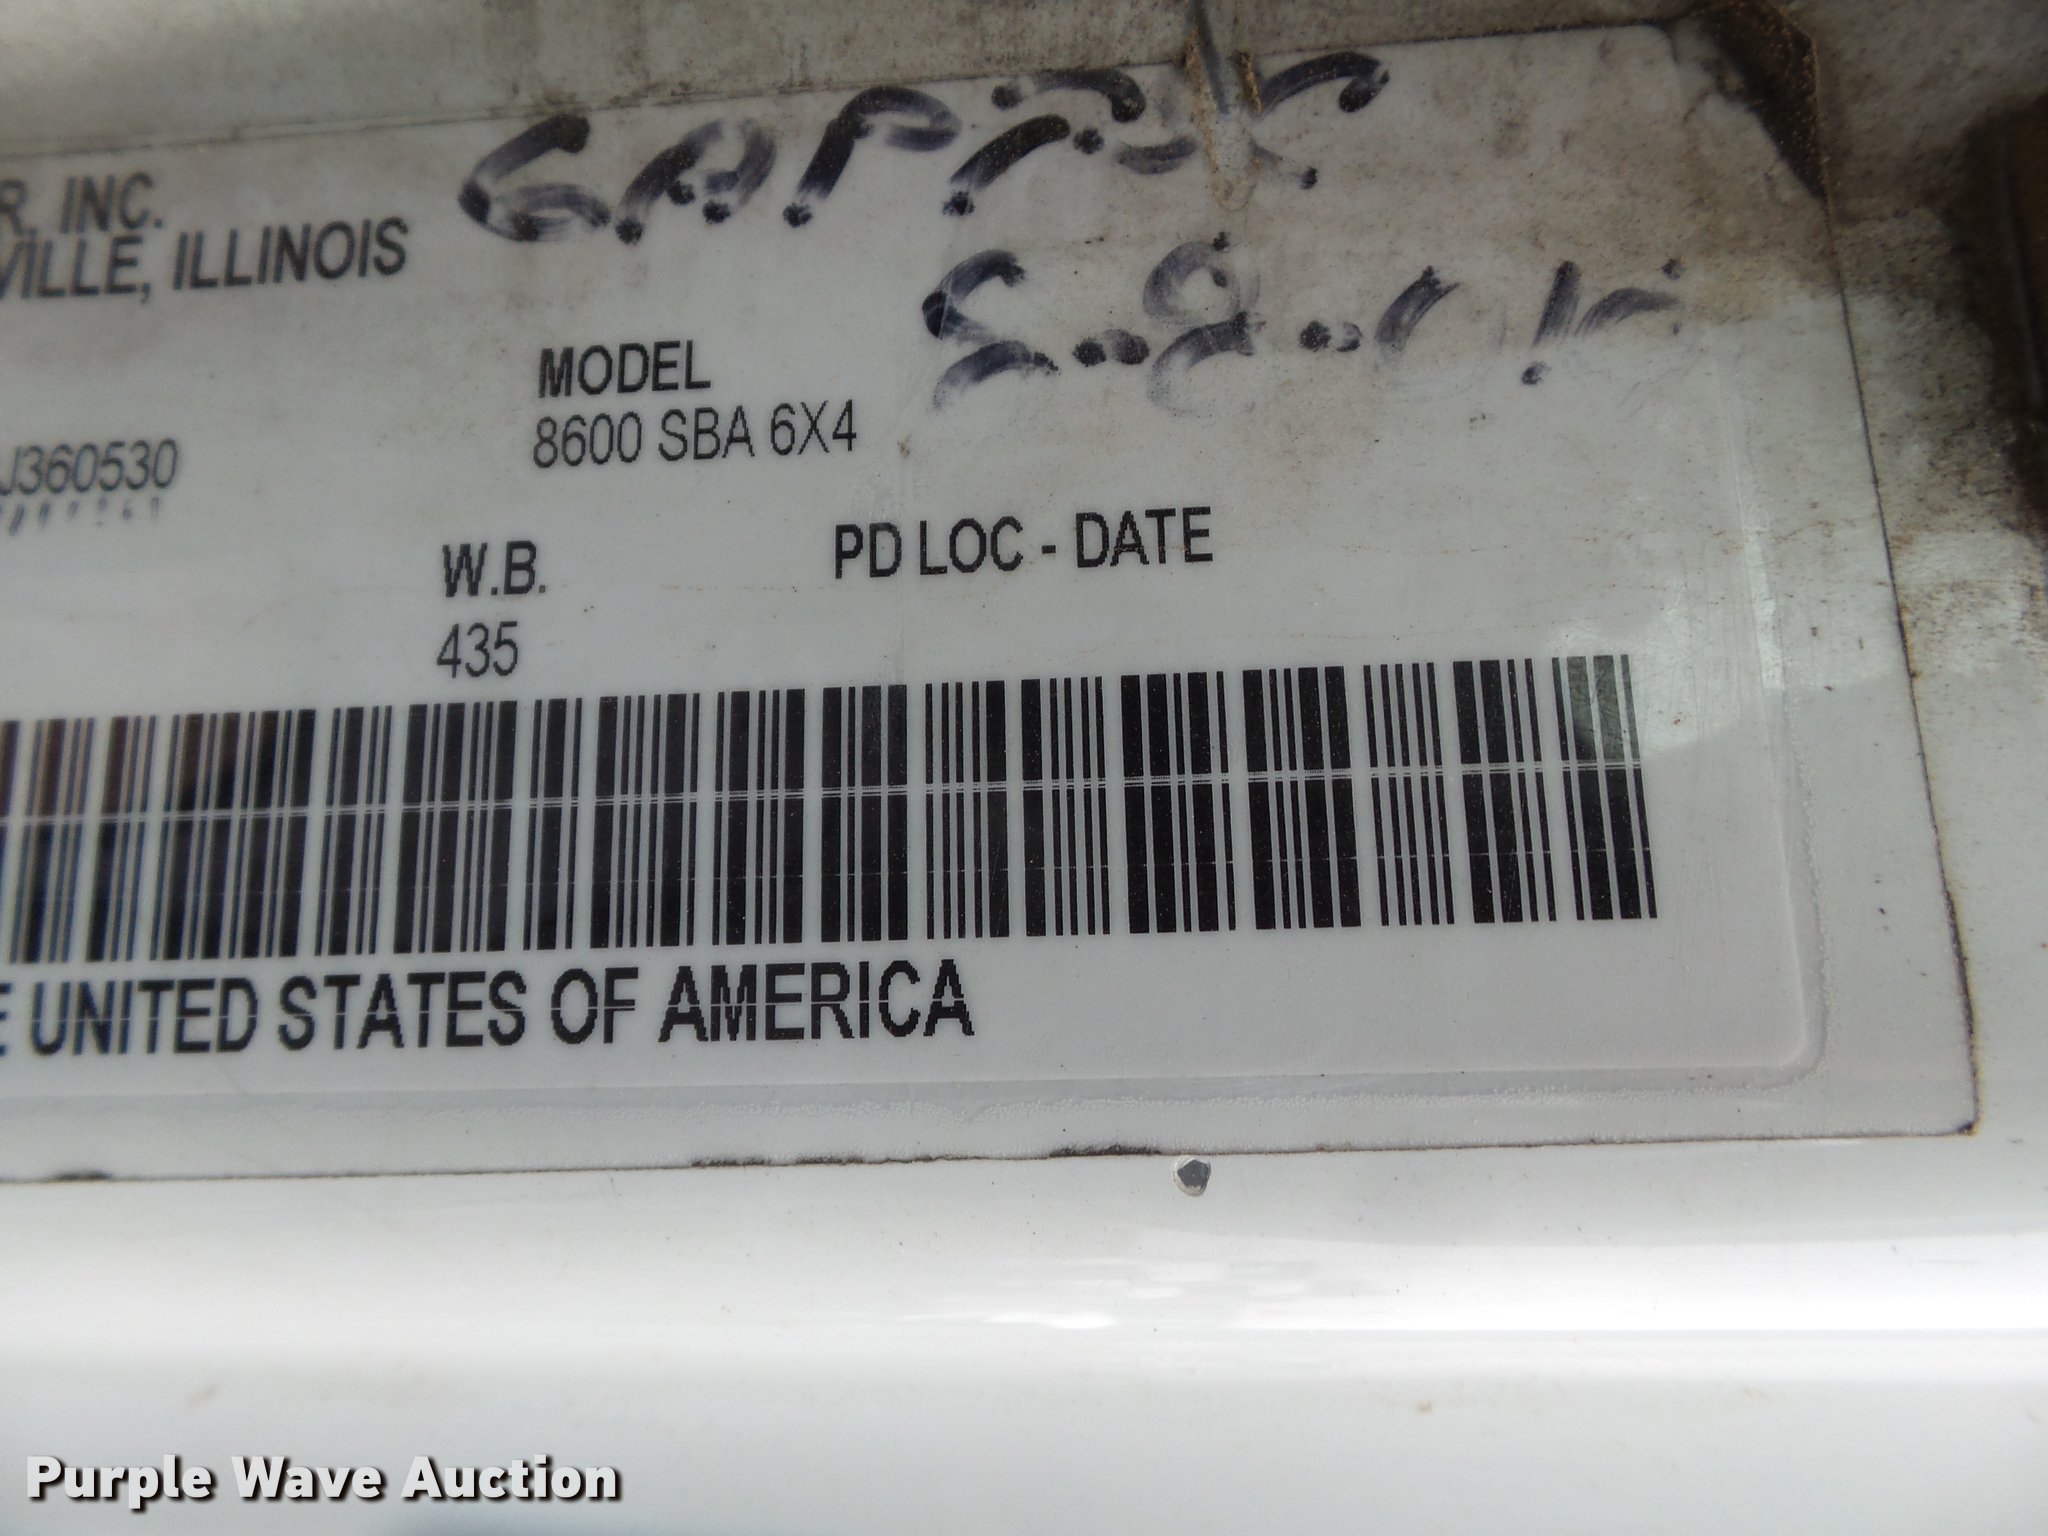 R, INC.
VILLE, ILLINOIS
MODEL
8600 SBA 6X4
J360530
W.B.
PD LOC - DATE
435
E UNITED STATES OF AMERICA
Purple Wave Auction